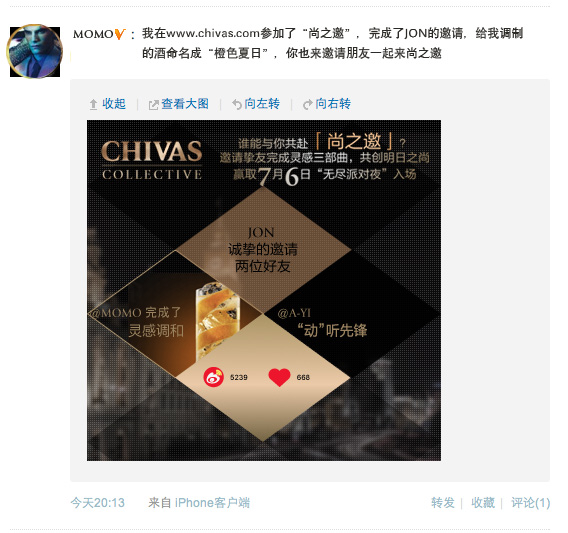 MOMO：我在www.chivas.com参加了“尚之邀”，完成了JON的邀请，给我调制
的酒命名成“橙色夏日”，你也来邀请朋友一起来尚之邀
收起 查看大图 向左转 向右转
CHIVAS
COLLECTIVE
谁能与你共赴「尚之邀」?
邀请挚友完成灵感三部曲，共创明日之尚
赢取7月6日“无尽派对夜”入场
JON
诚挚的邀请
两位好友
@MOMO 完成了
灵感调和
@A-YI
“动”听先锋
5239 668
今天20:13 来自 iPhone客户端 转发 收藏 评论(1)